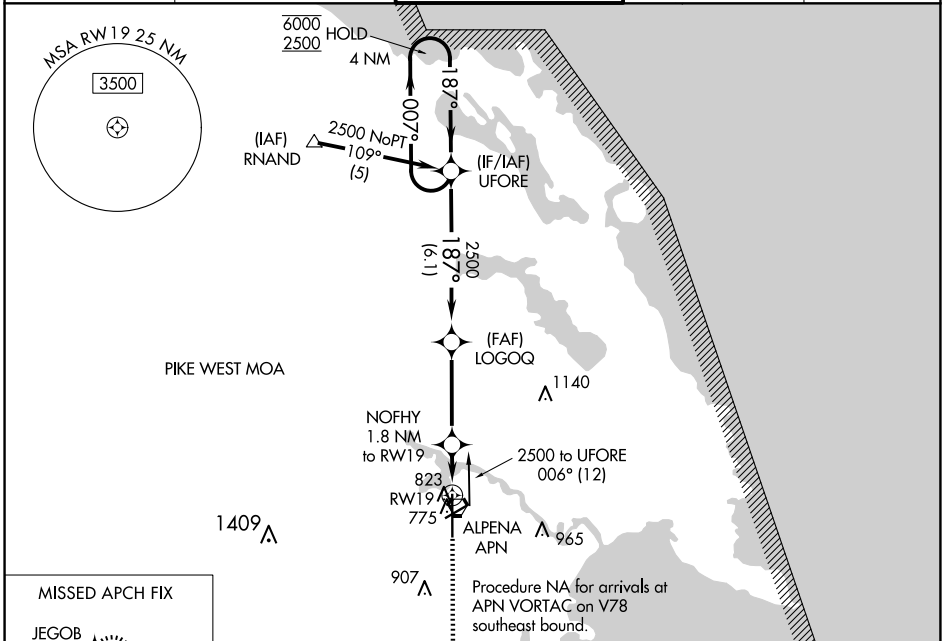 MSA RW19 25 NM
3500
6000
2500
HOLD
4 NM
187°
007°
(IAF)
RNAND
2500 NoPT
109°
(5)
(IF/IAF)
UFORE
2500
187°
(6.1)
(FAF)
LOGOQ
PIKE WEST MOA
1140
NOFHY
1.8 NM
to RW19
2500 to UFORE
006° (12)
823
RW19
775
1409
ALPENA
APN
965
907
Procedure NA for arrivals at
APN VORTAC on V78
southeast bound.
MISSED APCH FIX
JEGOB